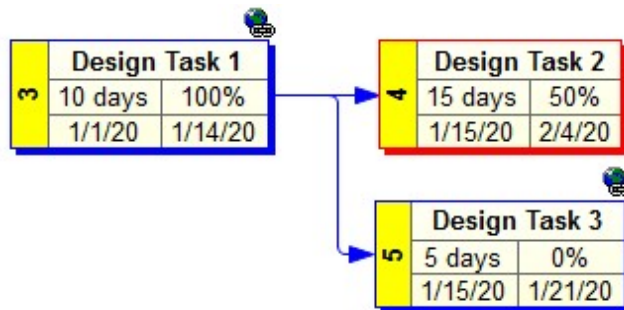 3
Design Task 1
10 days 100%
1/1/20 1/14/20
4
Design Task 2
15 days 50%
1/15/20 2/4/20
5
Design Task 3
5 days 0%
1/15/20 1/21/20